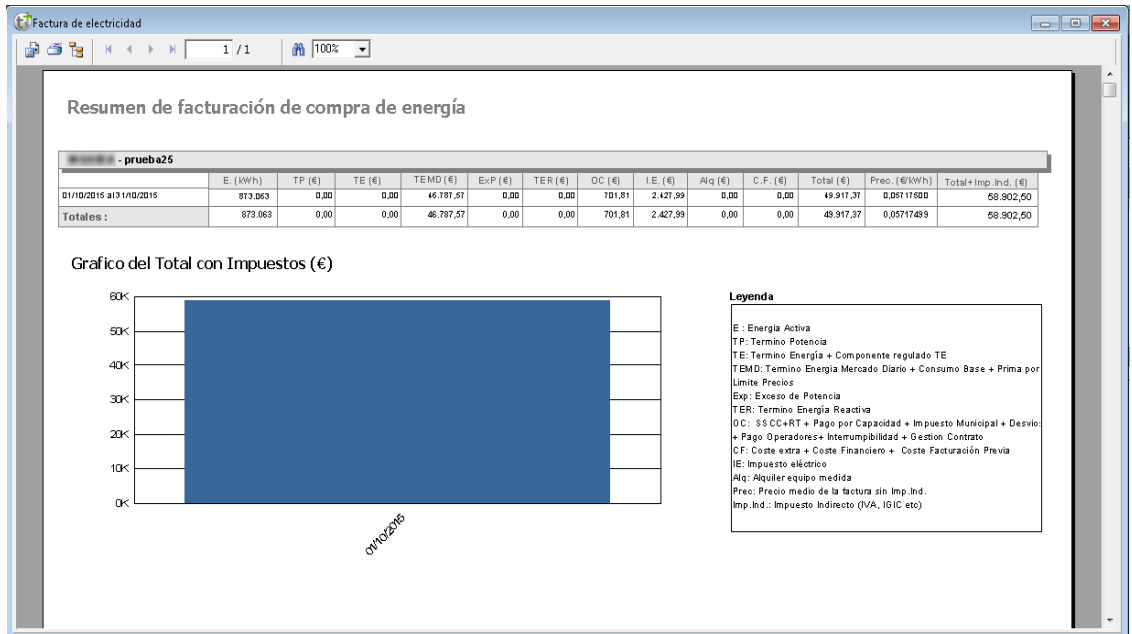 Factura de electricidad
1 / 1 100%
Resumen de facturación de compra de energía
- prueba25
E. (kWh) TP (€) TE (€) TEMD (€) ExP (€) TER (€) OC (€) I.E. (€) Alq (€) C.F. (€) Total (€) Prec. (€/kWh) Total+Imp.Ind. (€)
01/10/2015 al 31/10/2015 873.063 0,00 0,00 46.787,57 0,00 0,00 701,81 2.427,99 0,00 0,00 49.917,37 0,05717500 58.902,50
Totales : 873.063 0,00 0,00 46.787,57 0,00 0,00 701,81 2.427,99 0,00 0,00 49.917,37 0,05717499 58.902,50
Grafico del Total con Impuestos (€)
60K
50K
40K
30K
20K
10K
0K
01/10/2015
Leyenda
E : Energia Activa
TP: Termino Potencia
TE: Termino Energía + Componente regulado TE
TEMD: Termino Energia Mercado Diario + Consumo Base + Prima por
Limite Precios
Exp: Exceso de Potencia
TER: Termino Energía Reactiva
OC: SSCC+RT + Pago por Capacidad + Impuesto Municipal + Desvios
+ Pago Operadores+ Interrumpibilidad + Gestion Contrato
CF: Coste extra + Coste Financiero + Coste Facturación Previa
IE: Impuesto eléctrico
Alq: Alquiler equipo medida
Prec: Precio medio de la factura sin Imp.Ind.
Imp.Ind.: Impuesto Indirecto (IVA, IGIC etc)